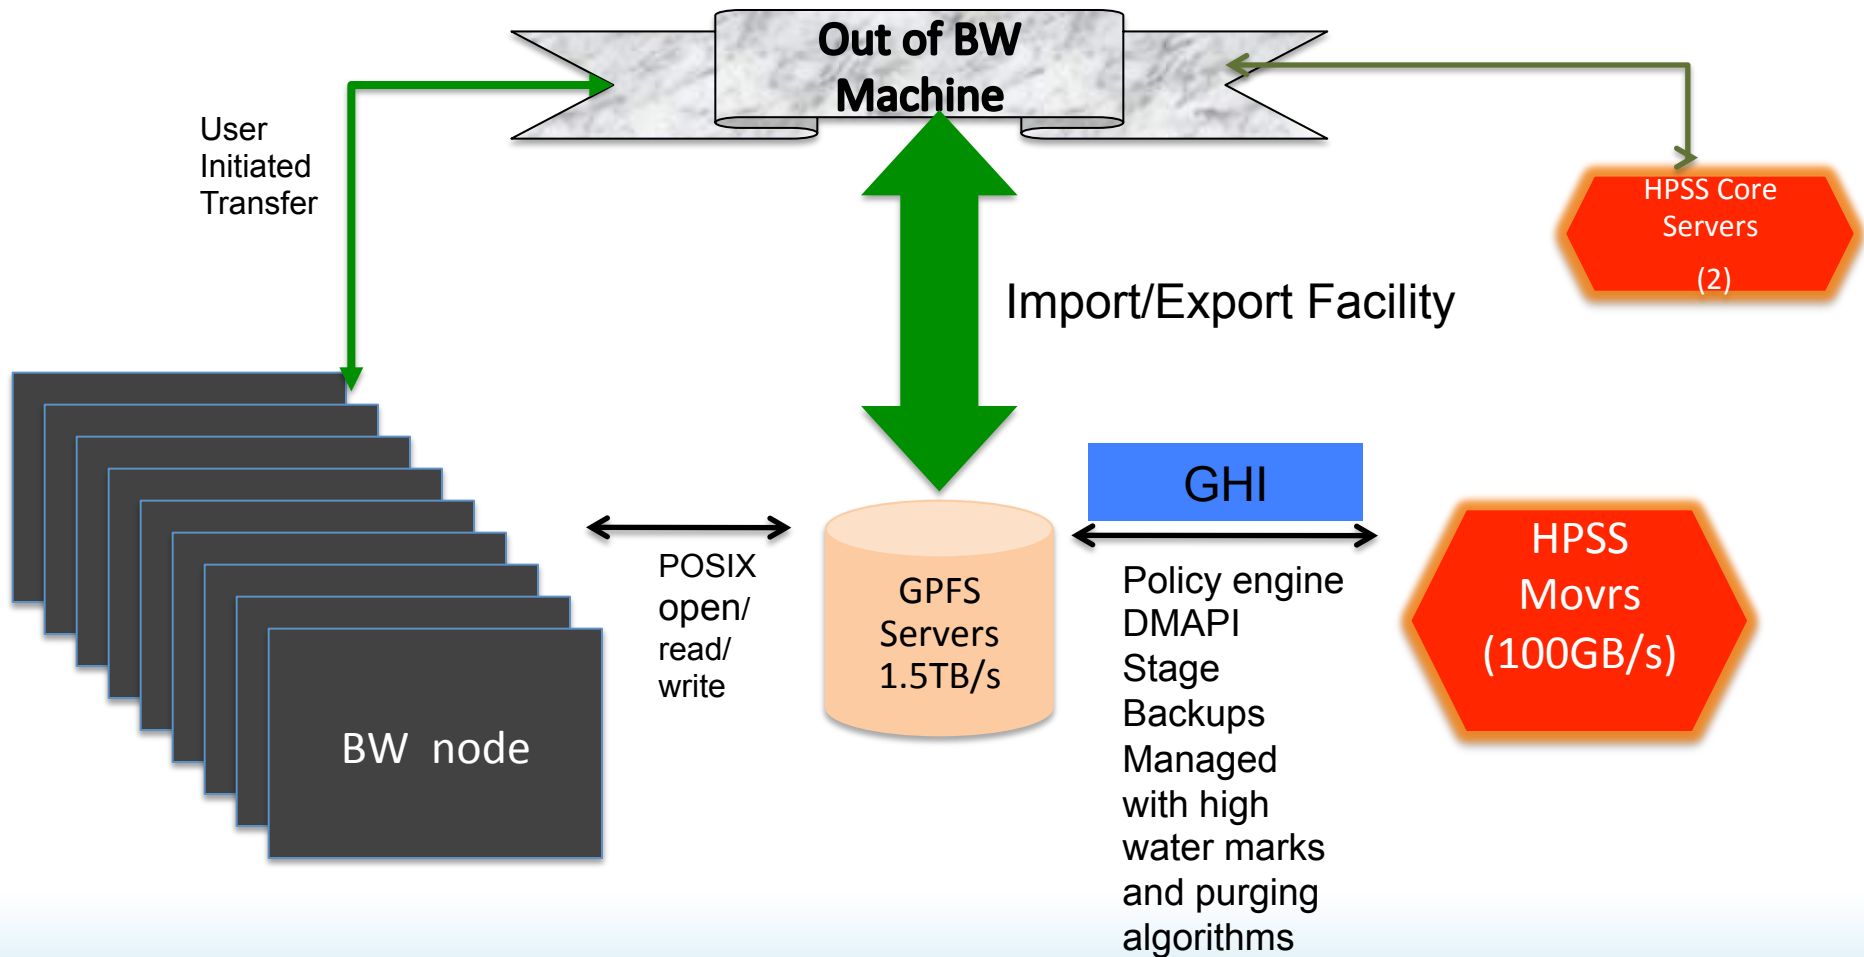 Out of BW
Machine
User
Initiated
Transfer
HPSS Core
Servers
(2)
Import/Export Facility
GHI
POSIX
open/
read/
write
GPFS
Servers
1.5TB/s
Policy engine
DMAPI
Stage
Backups
Managed
with high
water marks
and purging
algorithms
HPSS
Movrs
(100GB/s)
BW node